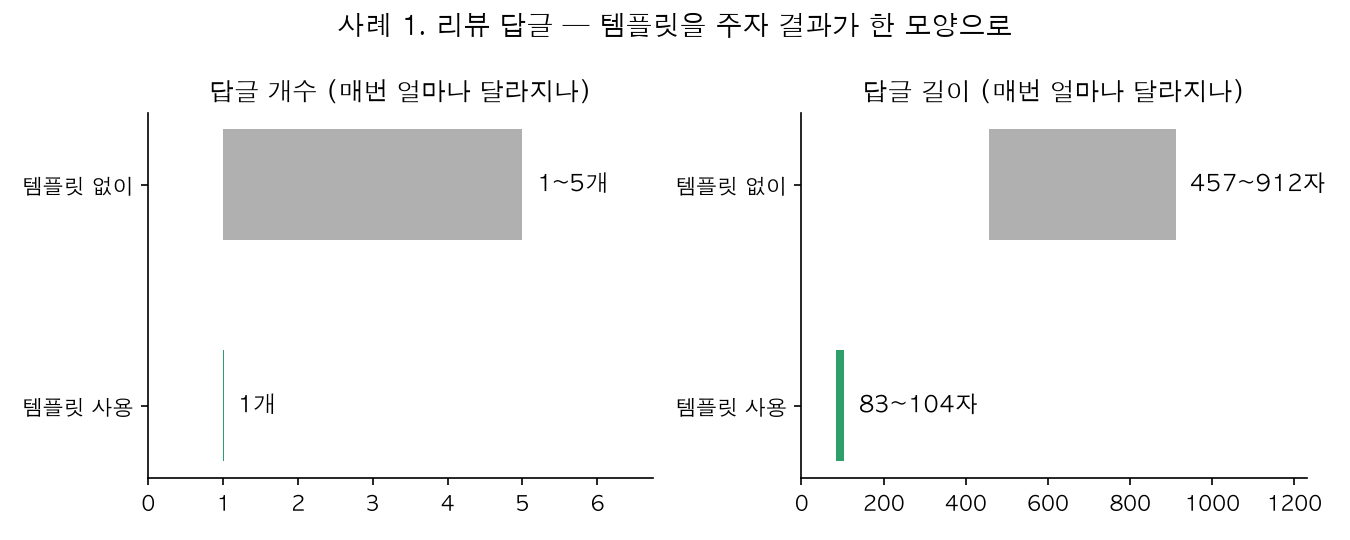 사례 1. 리뷰 답글 — 템플릿을 주자 결과가 한 모양으로
답글 개수 (매번 얼마나 달라지나)
템플릿 없이
1~5개
템플릿 사용
1개
0 1 2 3 4 5 6
답글 길이 (매번 얼마나 달라지나)
템플릿 없이
457~912자
템플릿 사용
83~104자
0 200 400 600 800 1000 1200